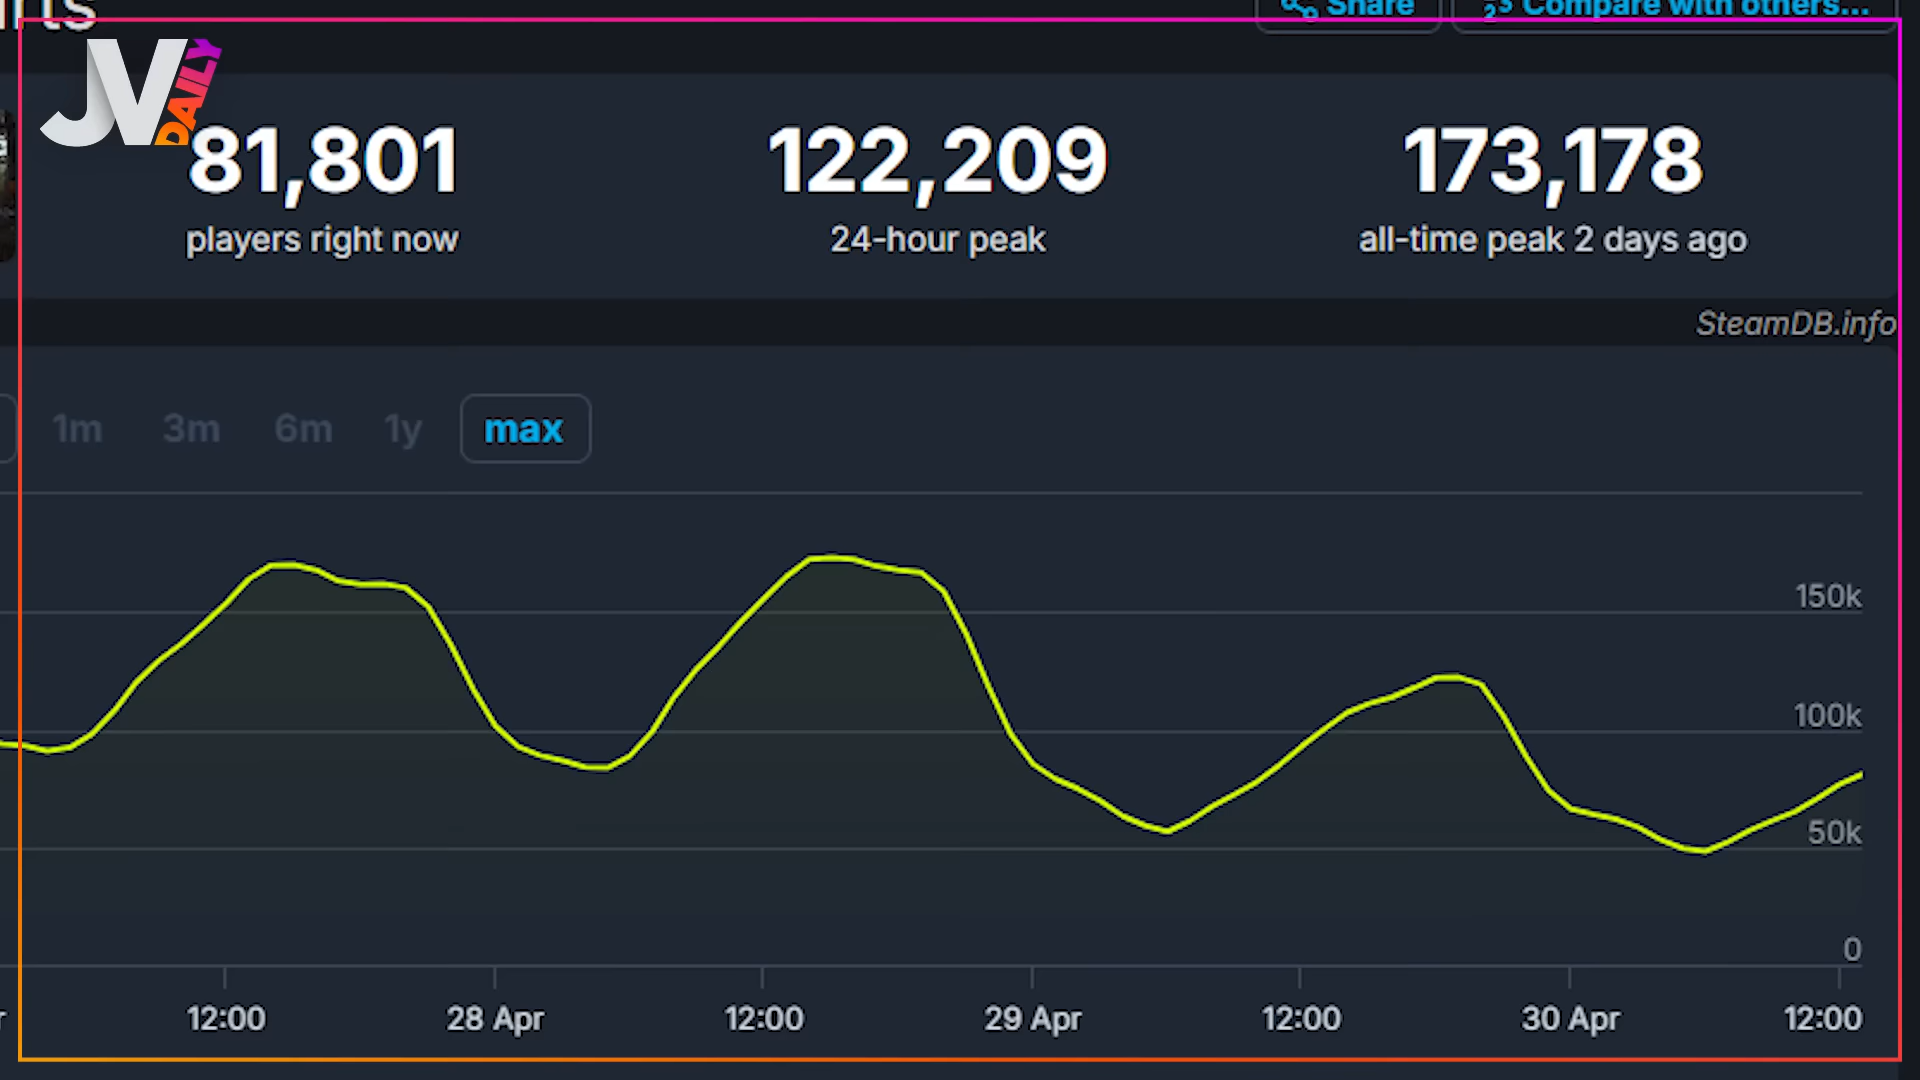 Share
Compare with others...
JV
DAILY
81,801
122,209
173,178
players right now
24-hour peak
all-time peak 2 days ago
SteamDB.info
1m 3m 6m 1y max
150k
100k
50k
0
12:00 28 Apr 12:00 29 Apr 12:00 30 Apr 12:00